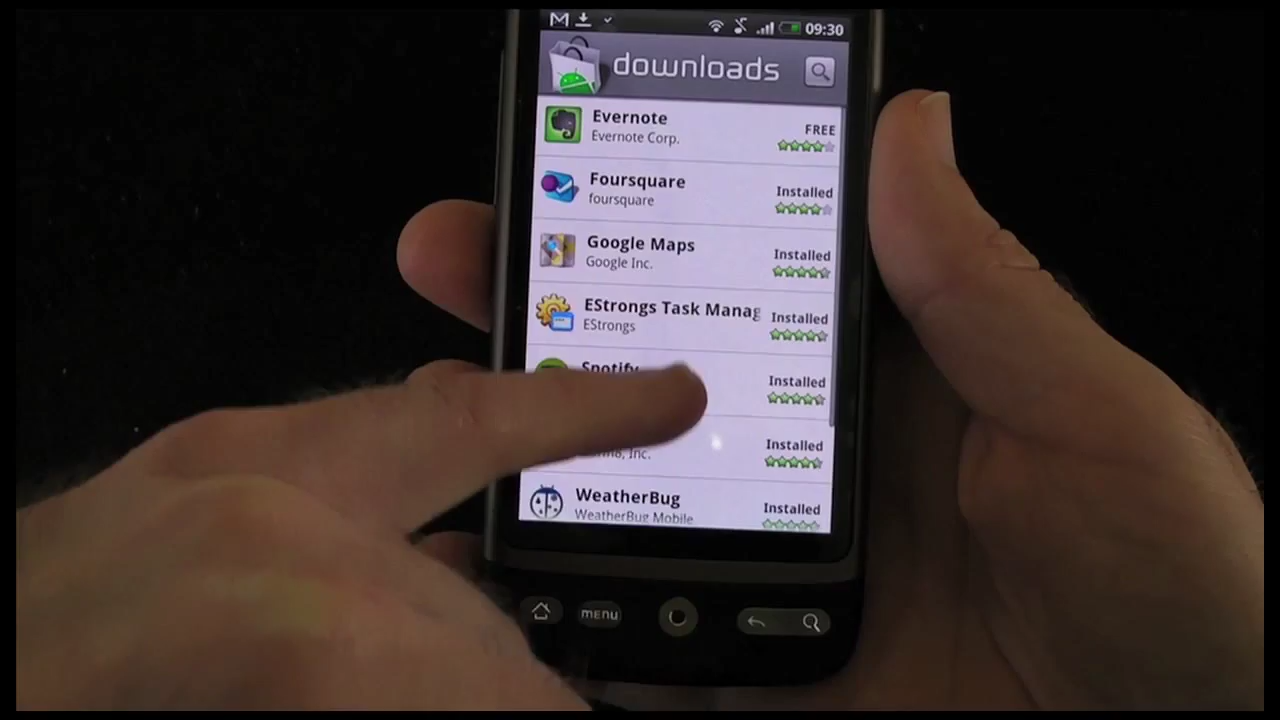 09:30
downloads
Evernote
Evernote Corp.
FREE
Foursquare
foursquare
Installed
Google Maps
Google Inc.
Installed
EStrongs Task Manag
EStrongs
Installed
Spotify
Installed
Inc.
Installed
WeatherBug
WeatherBug Mobile
Installed
MENU